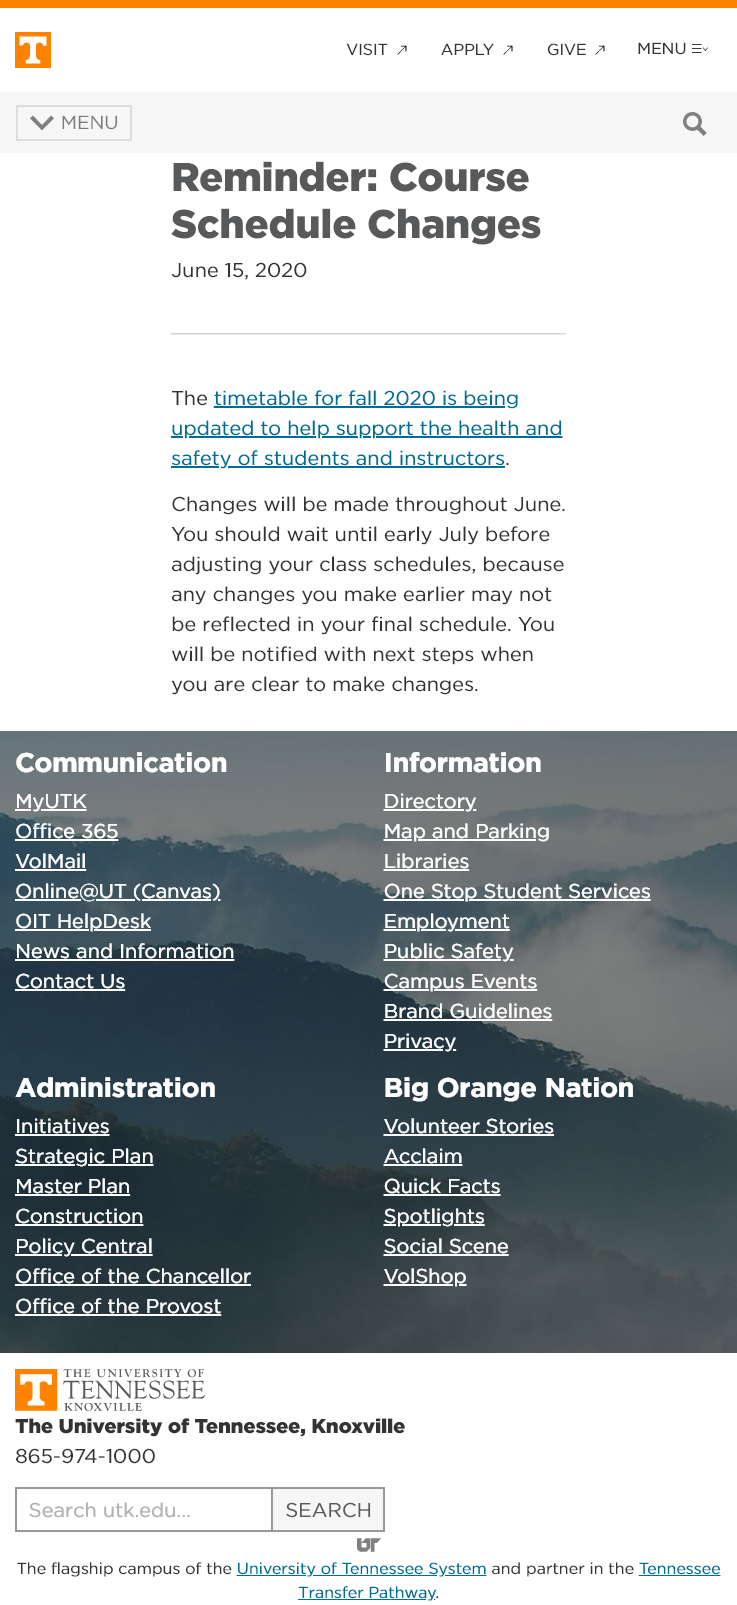 T
VISIT
APPLY
GIVE
MENU
MENU
Reminder: Course
Schedule Changes
June 15, 2020
The timetable for fall 2020 is being
updated to help support the health and
safety of students and instructors.
Changes will be made throughout June.
You should wait until early July before
adjusting your class schedules, because
any changes you make earlier may not
be reflected in your final schedule. You
will be notified with next steps when
you are clear to make changes.
Communication
MyUTK
Office 365
VolMail
Online@UT (Canvas)
OIT HelpDesk
News and Information
Contact Us
Information
Directory
Map and Parking
Libraries
One Stop Student Services
Employment
Public Safety
Campus Events
Brand Guidelines
Privacy
Administration
Initiatives
Strategic Plan
Master Plan
Construction
Policy Central
Office of the Chancellor
Office of the Provost
Big Orange Nation
Volunteer Stories
Acclaim
Quick Facts
Spotlights
Social Scene
VolShop
T
THE UNIVERSITY OF
TENNESSEE
KNOXVILLE
The University of Tennessee, Knoxville
865-974-1000
Search utk.edu...
SEARCH
UT
The flagship campus of the University of Tennessee System and partner in the Tennessee
Transfer Pathway.